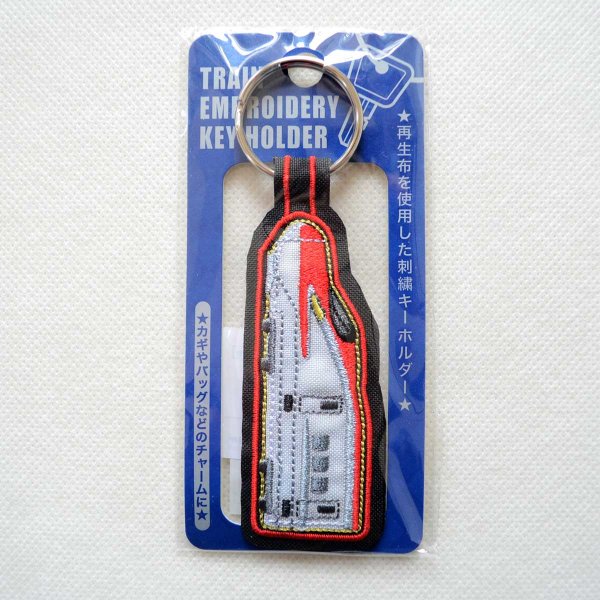 TRAIN
EMBROIDERY
KEY HOLDER
★再生布を使用した刺繍キーホルダー★
★カギやバッグなどのチャームに★